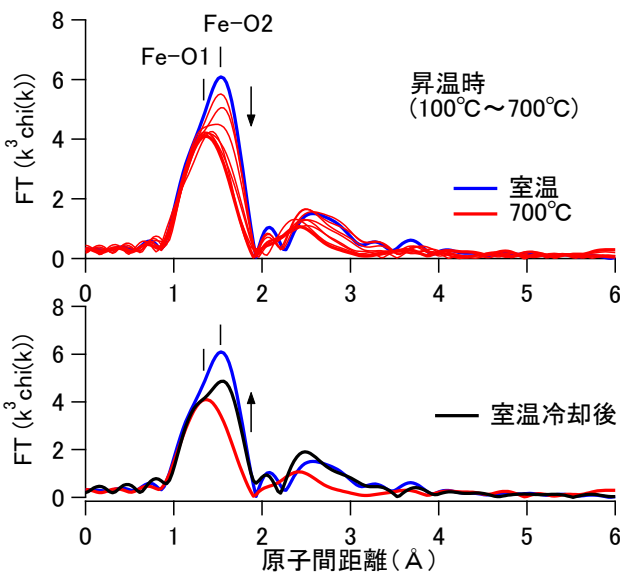 Fe-O2
Fe-O1
昇温時
(100℃～700℃)
室温
700℃
FT (k³chi(k))
8
6
4
2
0
0 1 2 3 4 5 6
室温冷却後
FT (k³chi(k))
8
6
4
2
0
0 1 2 3 4 5 6
原子間距離(Å)